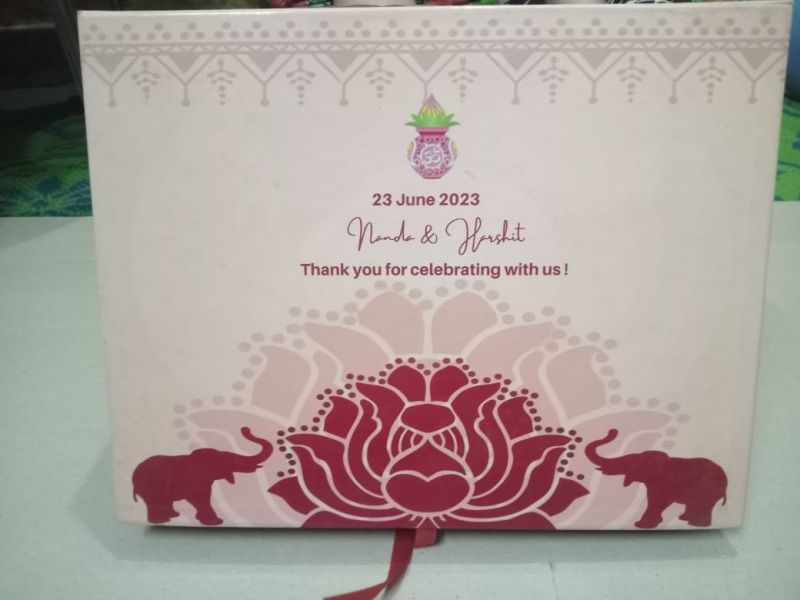 ॐ
23 June 2023
Nanda & Harshit
Thank you for celebrating with us !